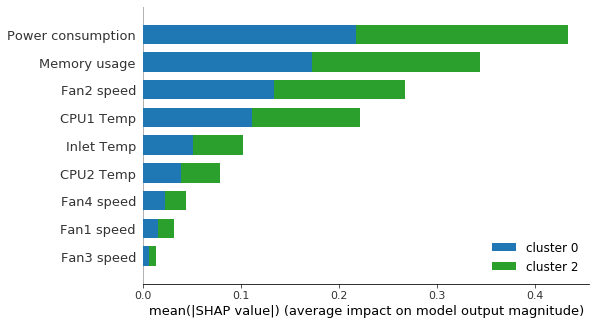 Power consumption
Memory usage
Fan2 speed
CPU1 Temp
Inlet Temp
CPU2 Temp
Fan4 speed
Fan1 speed
Fan3 speed
cluster 0
cluster 2
0.0 0.1 0.2 0.3 0.4
mean(|SHAP value|) (average impact on model output magnitude)